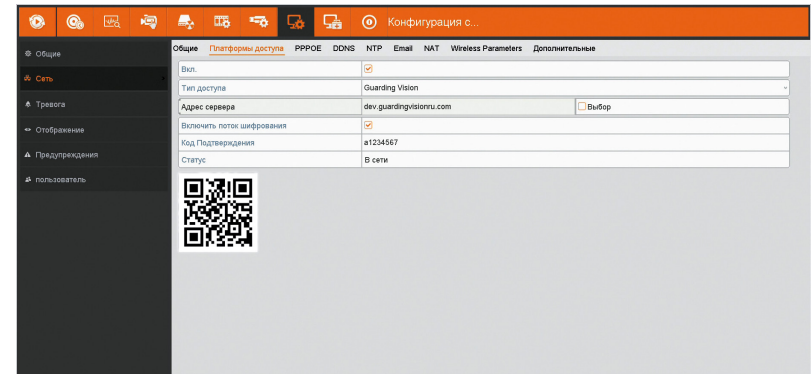 Конфигурация с...
Общие
Сеть
Тревога
Отображение
Предупреждения
пользователь
Общие Платформы доступа PPPOE DDNS NTP Email NAT Wireless Parameters Дополнительные
Вкл.
Тип доступа Guarding Vision
Адрес сервера dev.guardingvisionru.com Выбор
Включить поток шифрования
Код Подтверждения a1234567
Статус В сети